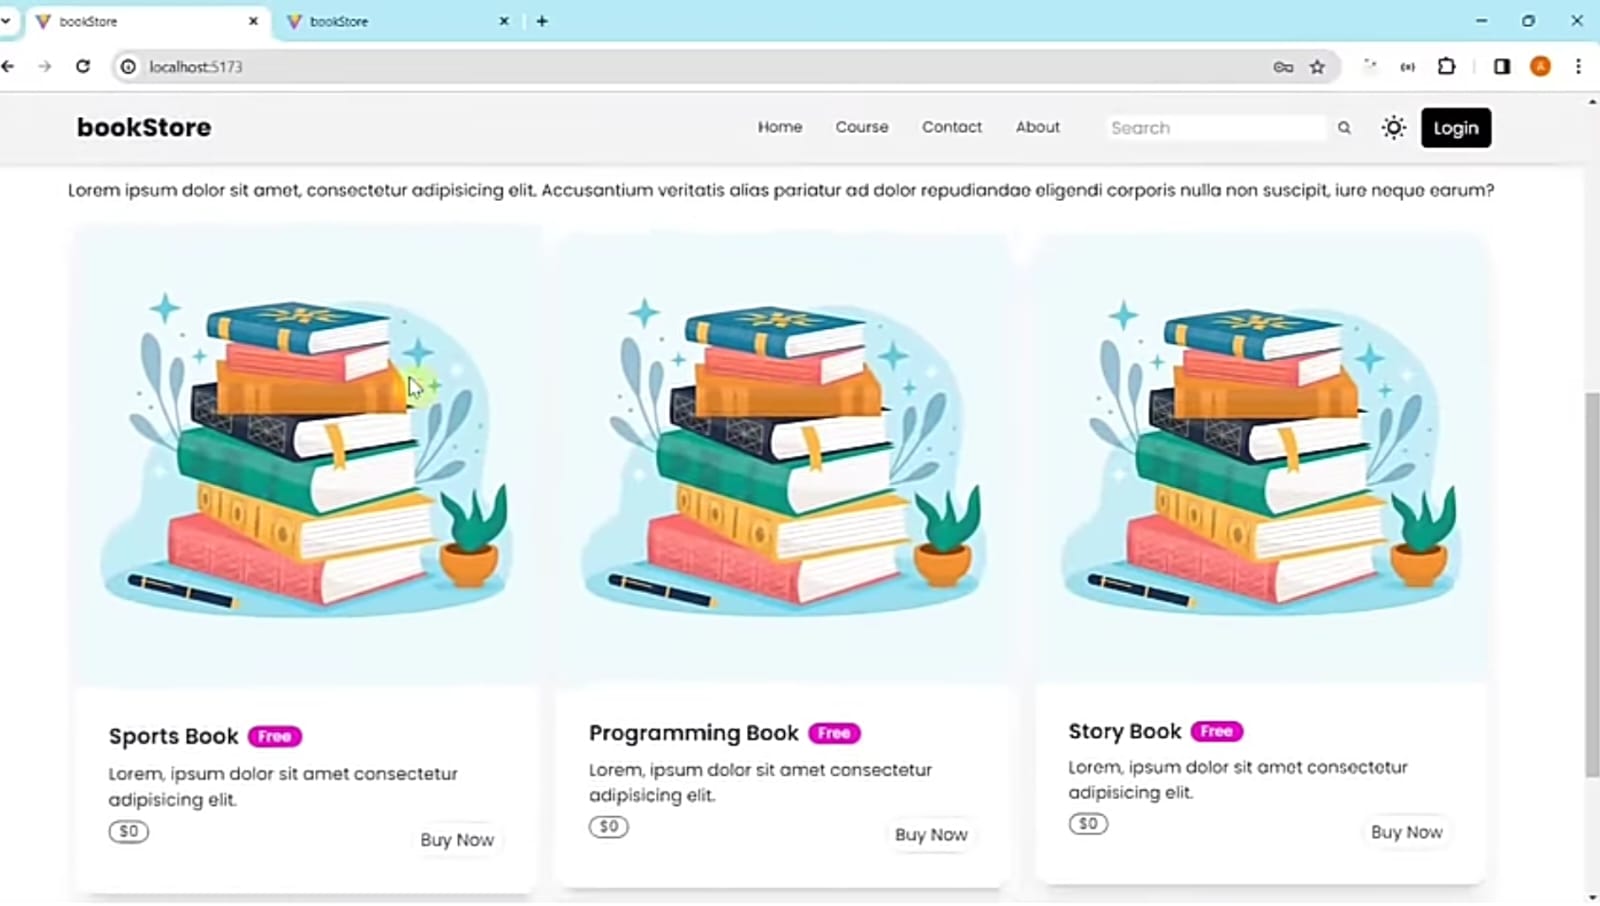 bookStore
bookStore
localhost:5173
bookStore Home Course Contact About Search Login
Lorem ipsum dolor sit amet, consectetur adipisicing elit. Accusantium veritatis alias pariatur ad dolor repudiandae eligendi corporis nulla non suscipit, iure neque earum?
Sports Book Free
Lorem, ipsum dolor sit amet consectetur
adipisicing elit.
$0
Buy Now
Programming Book Free
Lorem, ipsum dolor sit amet consectetur
adipisicing elit.
$0
Buy Now
Story Book Free
Lorem, ipsum dolor sit amet consectetur
adipisicing elit.
$0
Buy Now